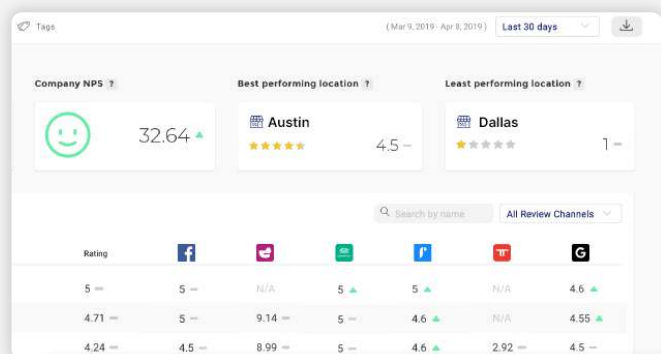 Tags
(Mar 9, 2019- Apr 8, 2019) Last 30 days
Company NPS ? Best performing location ? Least performing location ?
32.64 Austin 4.5 Dallas 1
Search by name All Review Channels
Rating
5 5 N/A 5 5 N/A 4.6
4.71 5 9.14 5 4.6 N/A 4.55
4.24 4.5 8.99 5 4.6 2.92 4.5